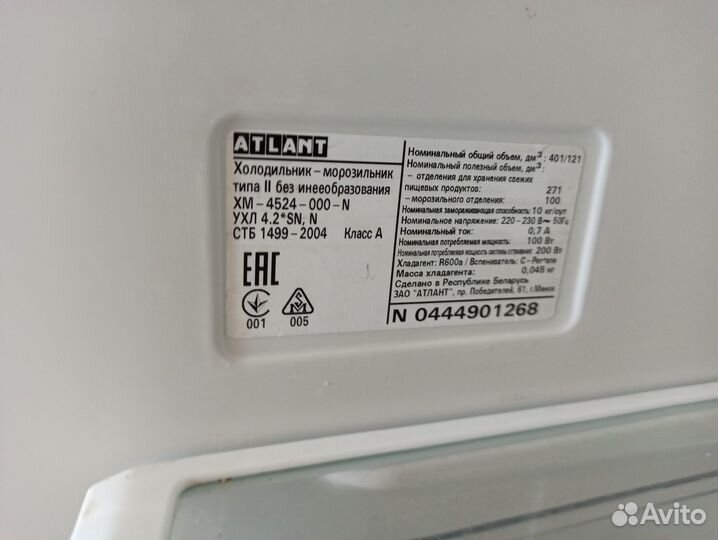 ATLANT
Холодильник - морозильник
типа II без инееобразования
ХМ - 4524 - 000 - N
УХЛ 4.2*SN, N
СТБ 1499 - 2004 Класс А
EAC
001
005
Номинальный общий объем, дм³: 401/121
Номинальный полезный объем, дм³:
- отделения для хранения свежих
пищевых продуктов: 271
- морозильного отделения: 100
Номинальная замораживающая способность: 10 кг/сут
Номинальное напряжение: 220 - 230 В~ 50Гц
Номинальный ток: 0,7 А
Номинальная потребляемая мощность: 100 Вт
Номинальная потребляемая мощность системы оттаивания: 200 Вт
Хладагент: R600a / Вспениватель: C - Pentane
Масса хладагента: 0,045 кг
Сделано в Республике Беларусь
ЗАО "АТЛАНТ", пр. Победителей, 61, г.Минск
N 0444901268
Avito